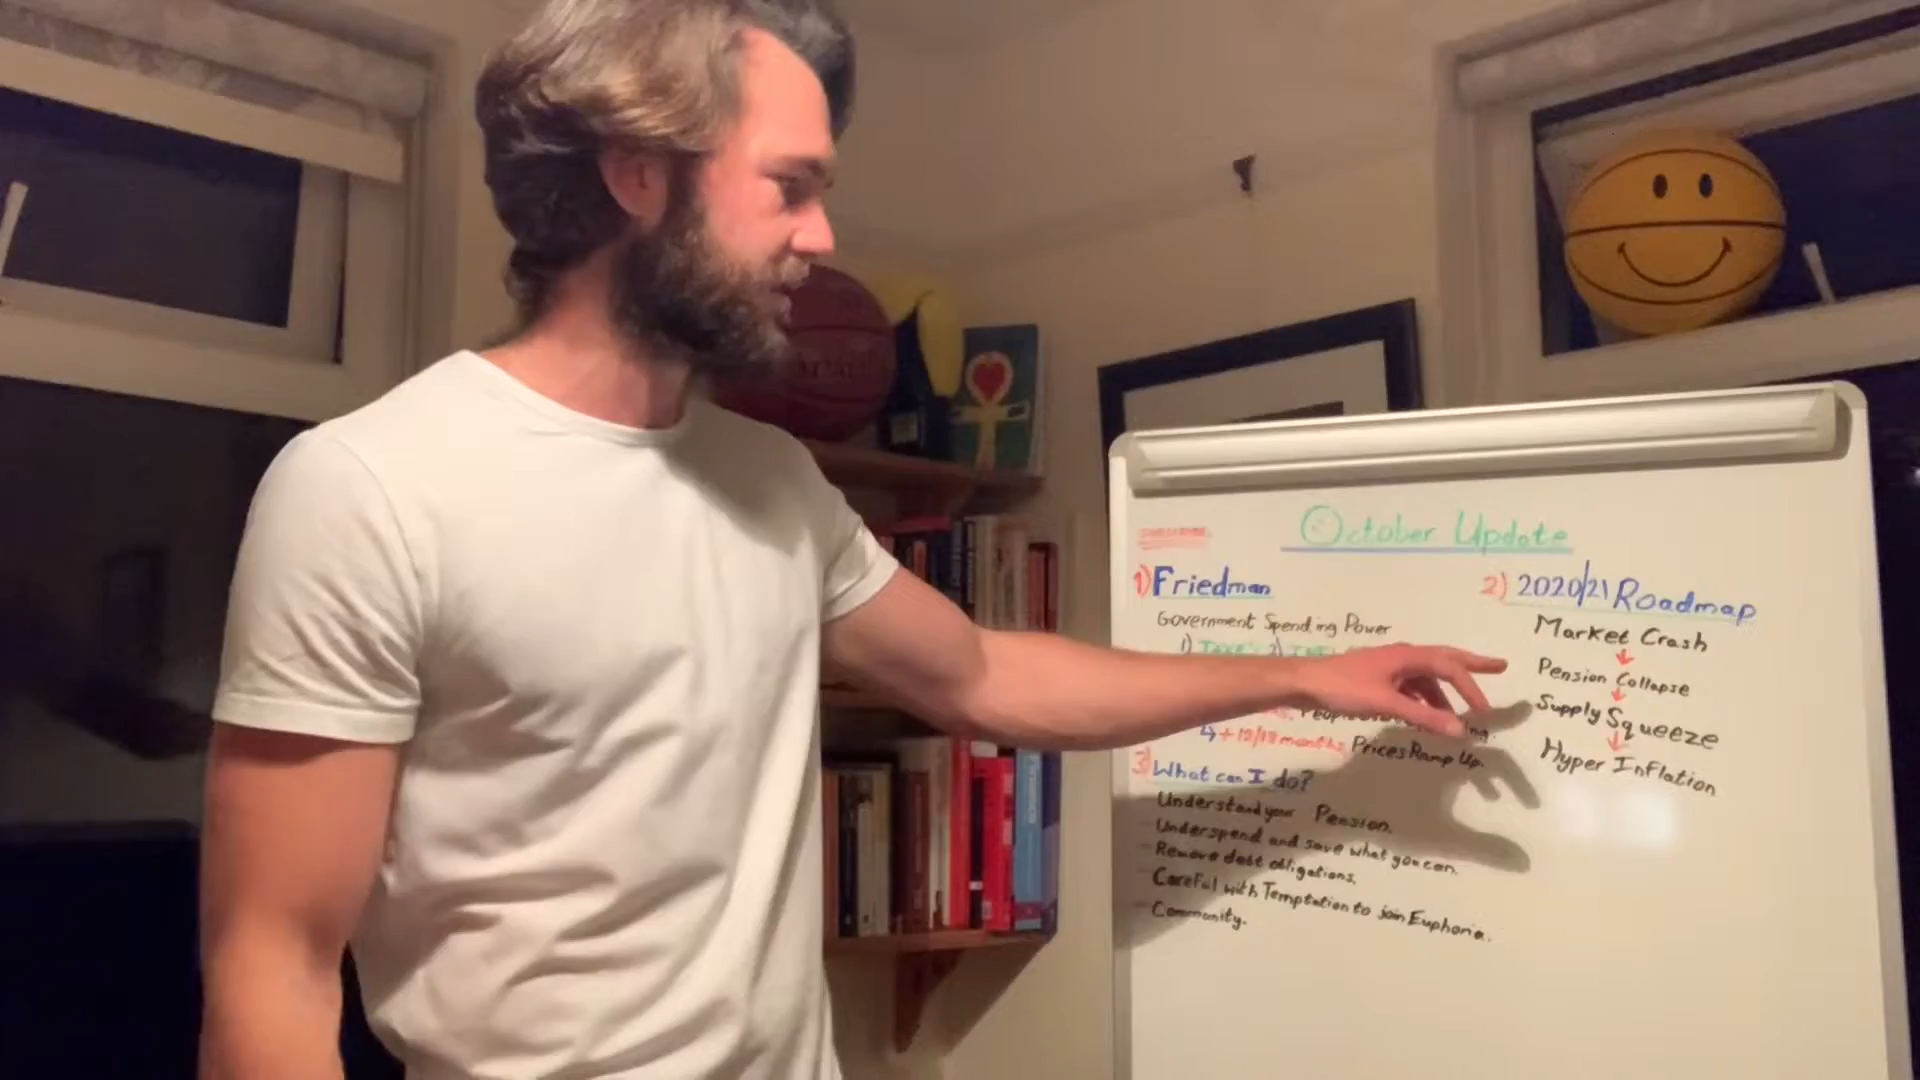 October Update
1) Friedman
Government Spending Power
1) TAXES 2)
↳ + 12/18 months, Prices Ramp Up.
2) 2020/21 Roadmap
Market Crash
↓
Pension Collapse
↓
Supply Squeeze
↓
Hyper Inflation
3) What can I do?
Understand your Pension.
- Underspend and save what you can.
- Remove debt obligations.
Careful with Temptation to join Euphoria.
- Community.